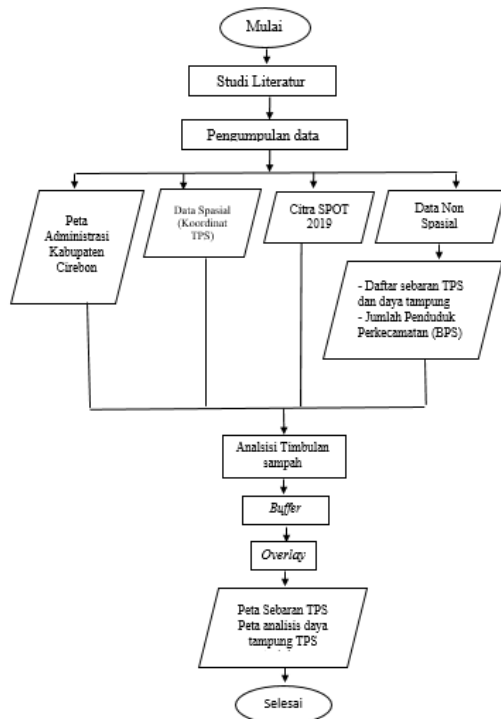 Mulai
Studi Literatur
Pengumpulan data
Peta
Administrasi
Kabupaten
Cirebon
Data Spasial
(Koordinat
TPS)
Citra SPOT
2019
Data Non
Spasial
- Daftar sebaran TPS
dan daya tampung
- Jumlah Penduduk
Perkecamatan (BPS)
Analsisi Timbulan
sampah
Buffer
Overlay
Peta Sebaran TPS
Peta analisis daya
tampung TPS
Selesai